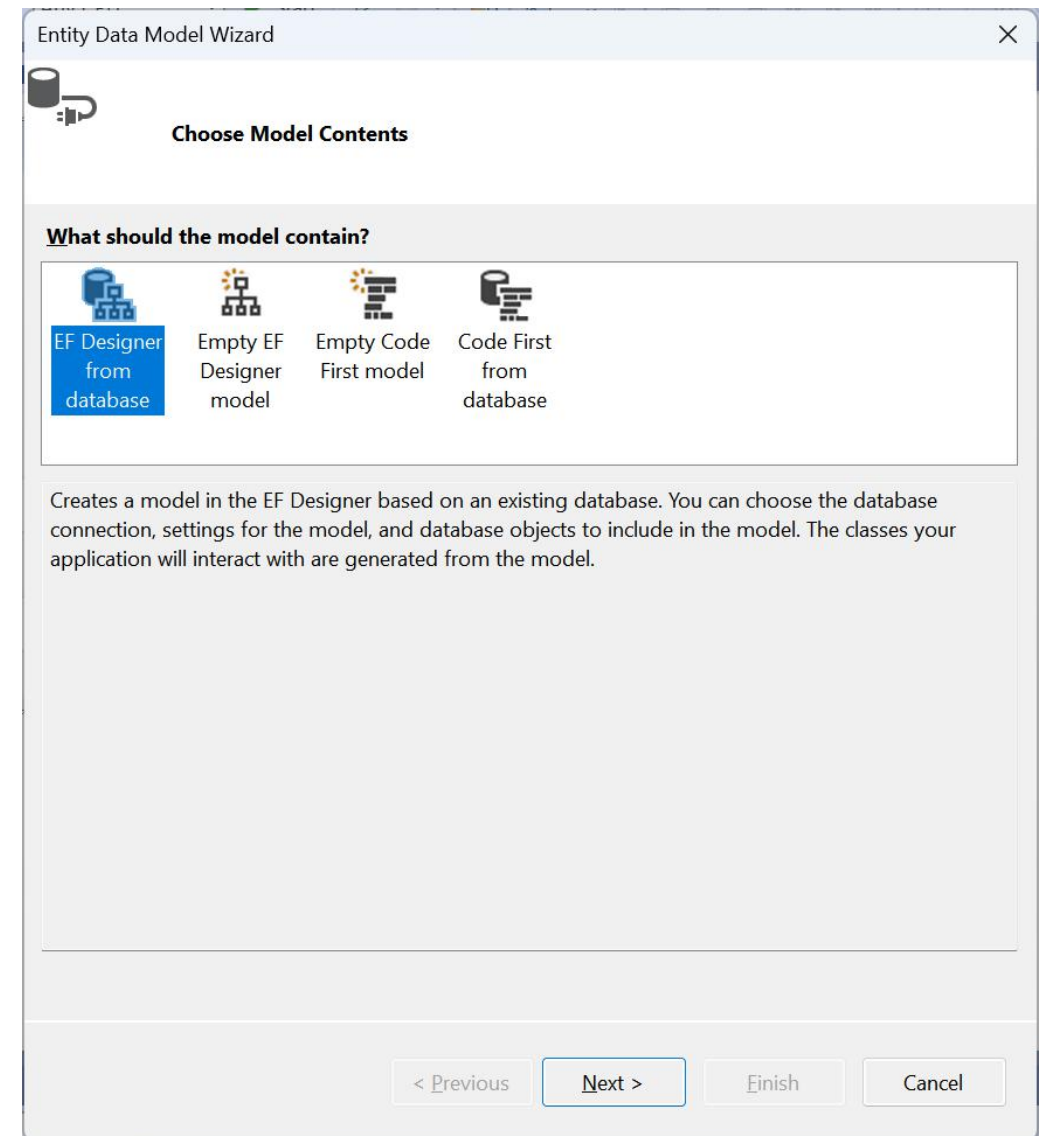 Entity Data Model Wizard
Choose Model Contents
What should the model contain?
EF Designer
from
database
Empty EF
Designer
model
Empty Code
First model
Code First
from
database
Creates a model in the EF Designer based on an existing database. You can choose the database
connection, settings for the model, and database objects to include in the model. The classes your
application will interact with are generated from the model.
< Previous
Next >
Finish
Cancel